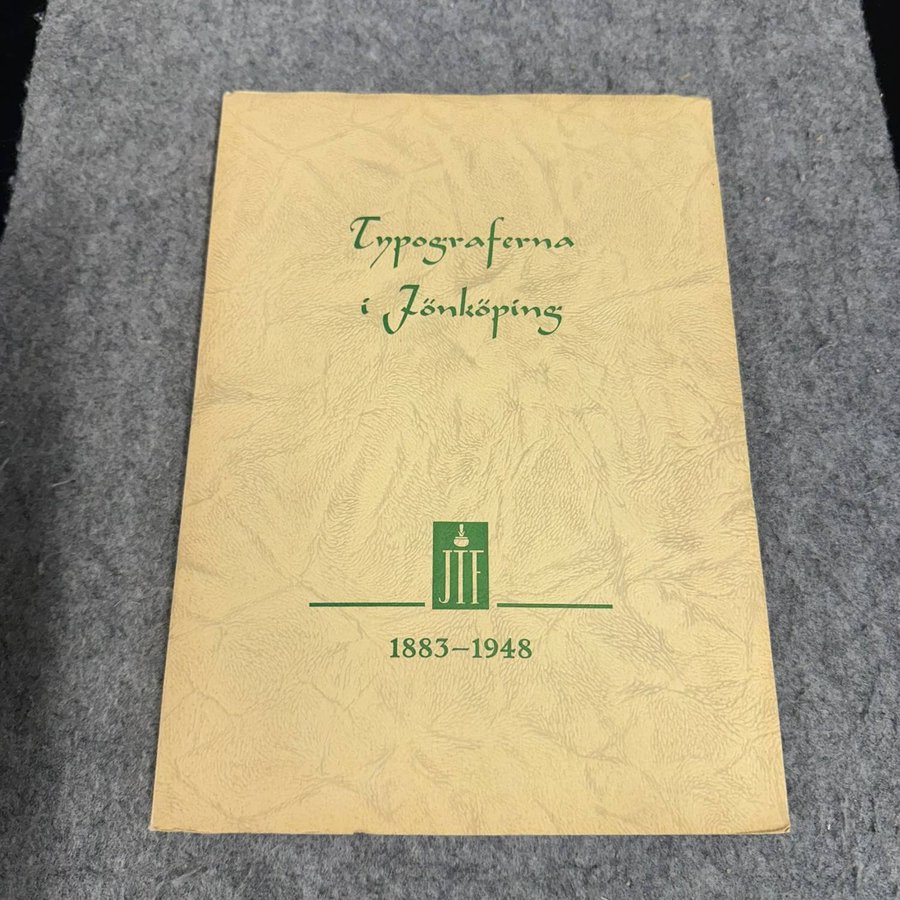 Typograferna
i Jönköping
JTF
1883–1948